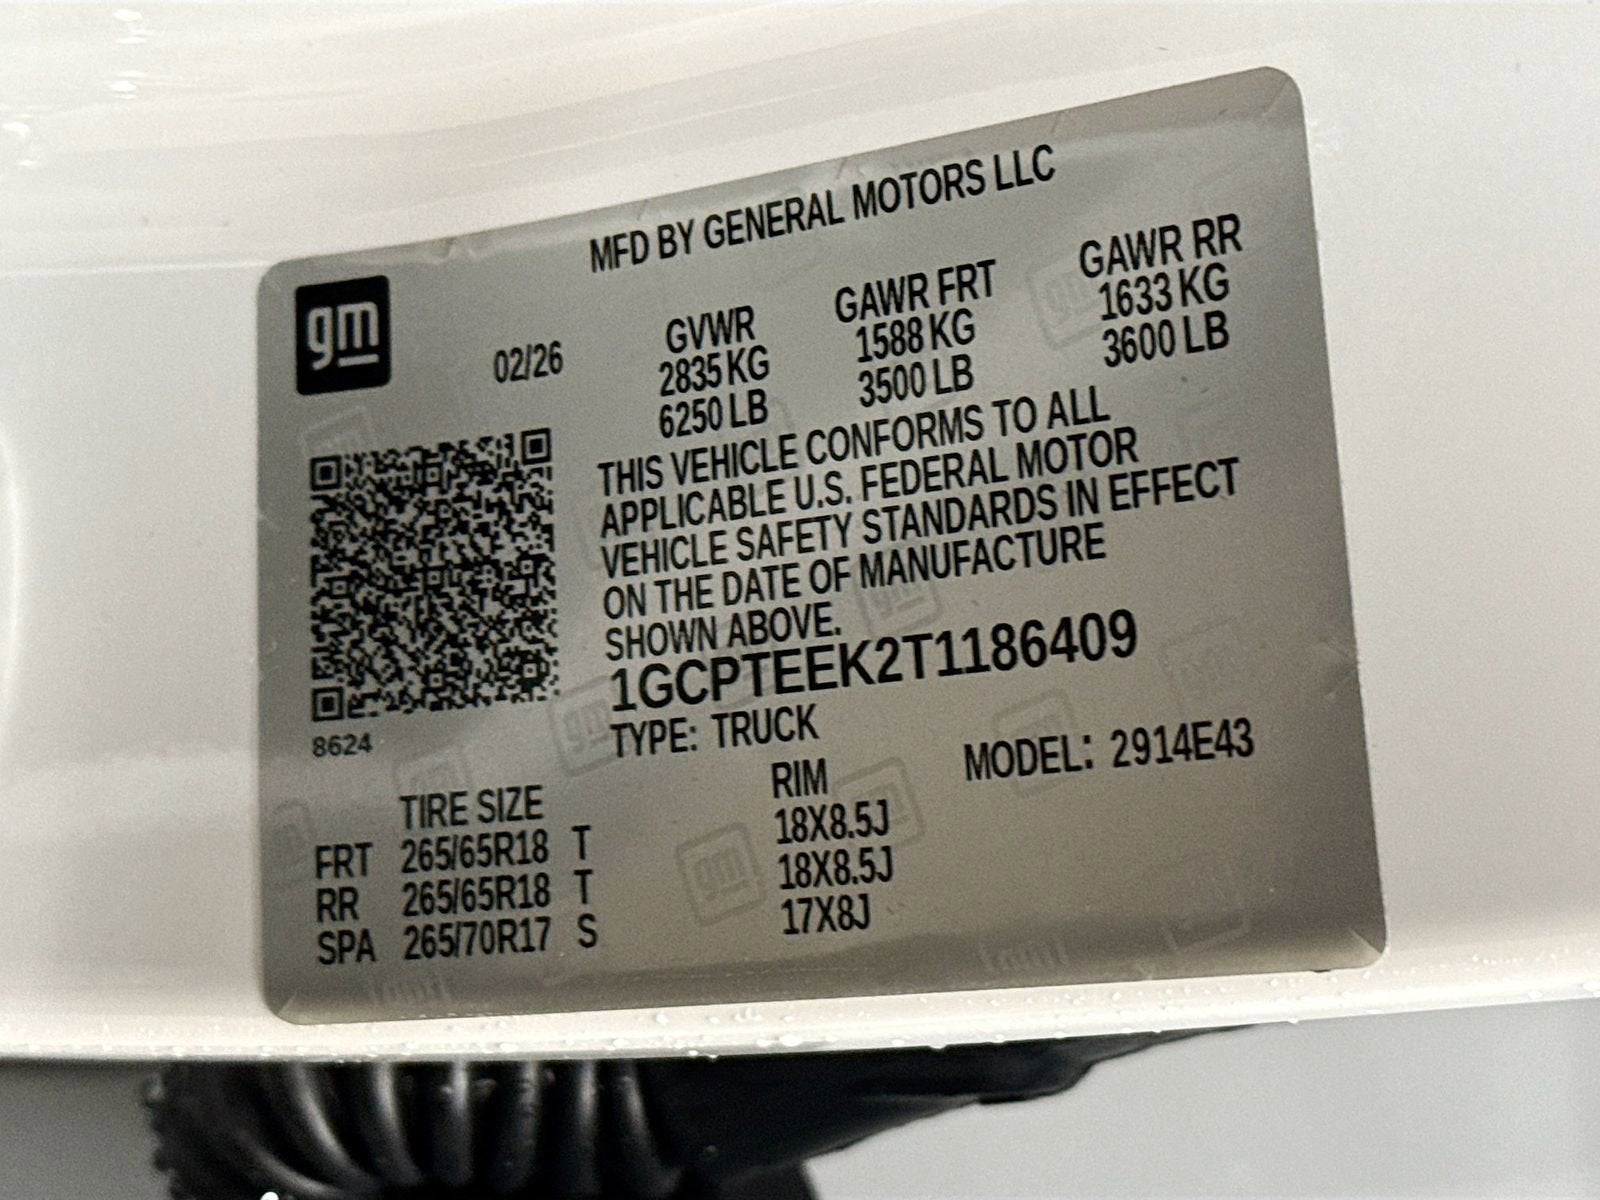 MFD BY GENERAL MOTORS LLC
gm
02/26
GVWR
2835 KG
6250 LB
GAWR FRT
1588 KG
3500 LB
GAWR RR
1633 KG
3600 LB
THIS VEHICLE CONFORMS TO ALL
APPLICABLE U.S. FEDERAL MOTOR
VEHICLE SAFETY STANDARDS IN EFFECT
ON THE DATE OF MANUFACTURE
SHOWN ABOVE.
1GCPTEEK2T1186409
TYPE: TRUCK
MODEL: 2914E43
8624
TIRE SIZE RIM
FRT 265/65R18 T 18X8.5J
RR 265/65R18 T 18X8.5J
SPA 265/70R17 S 17X8J